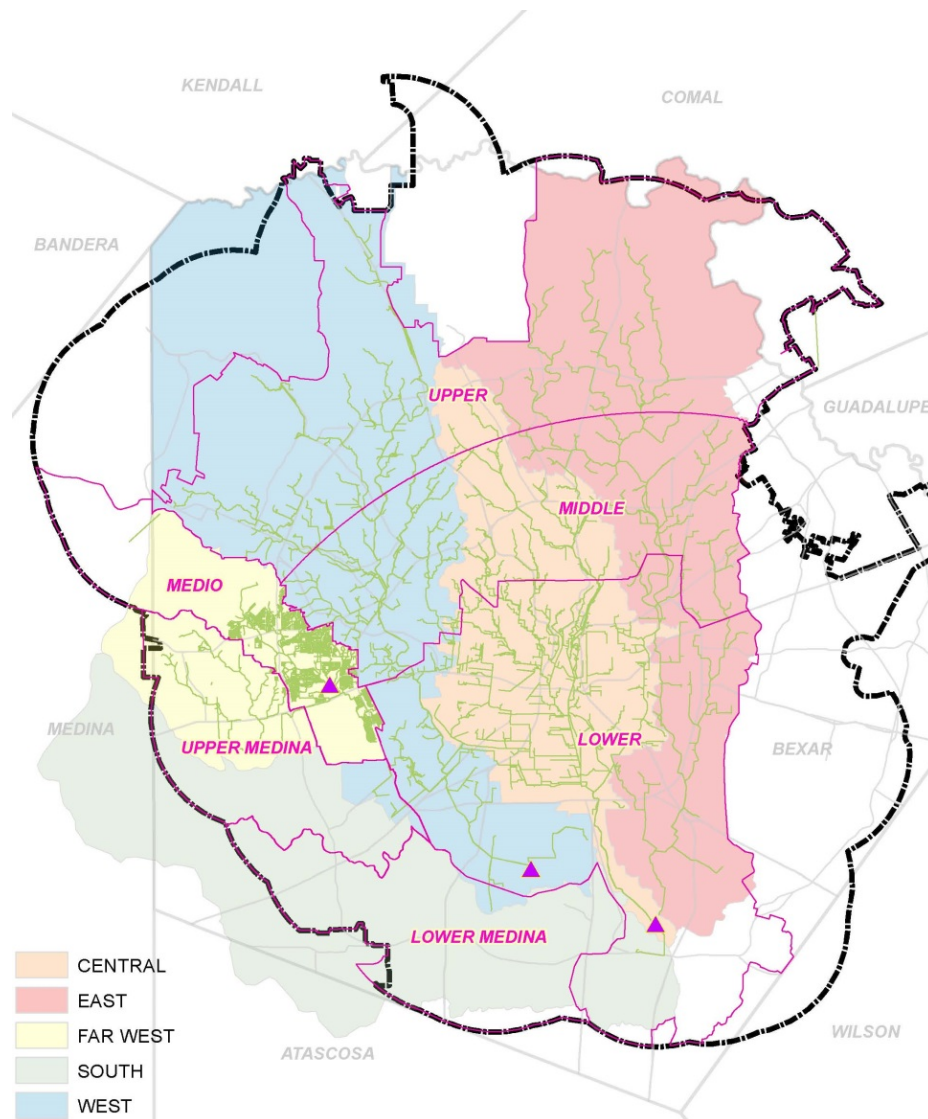 KENDALL
COMAL
BANDERA
GUADALUPE
UPPER
MIDDLE
MEDIO
MEDINA
UPPER MEDINA
LOWER
BEXAR
LOWER MEDINA
WILSON
ATASCOSA
CENTRAL
EAST
FAR WEST
SOUTH
WEST